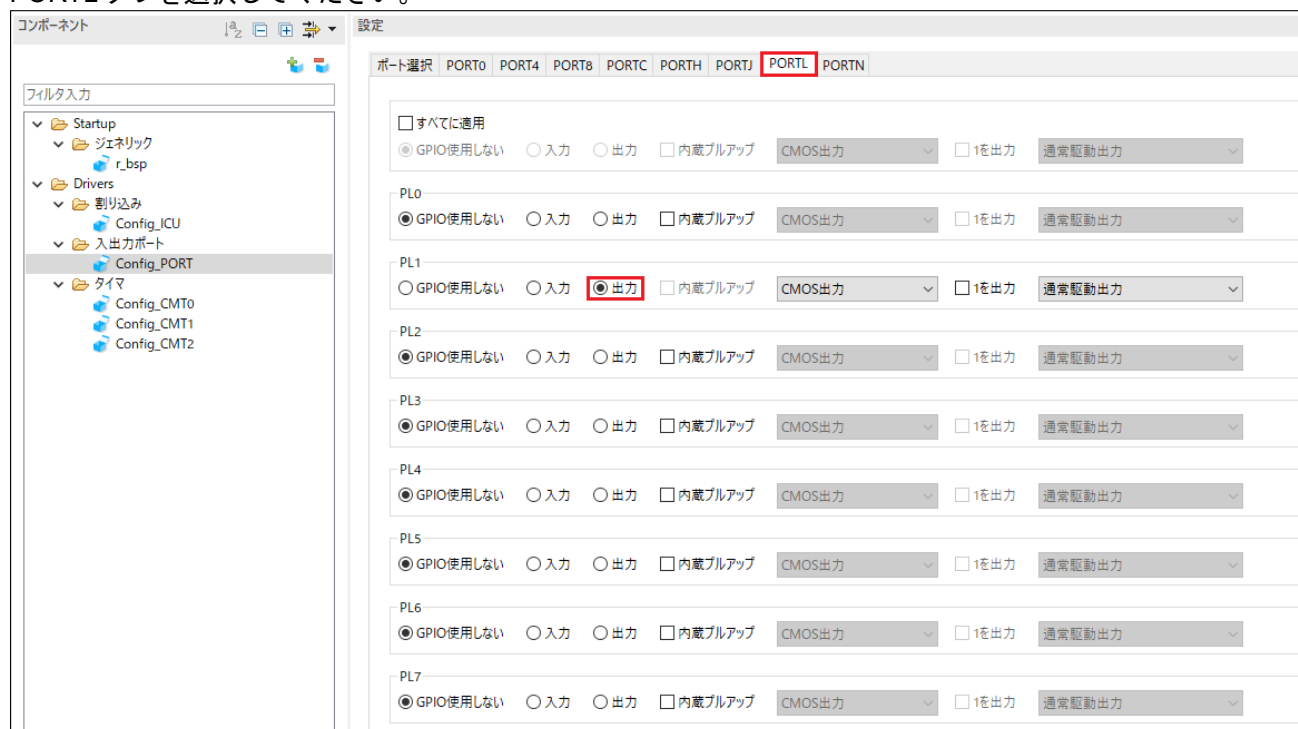 PORTL タブを選択してください。
コンポーネント
設定
ポート選択 PORT0 PORT4 PORT8 PORTC PORTH PORTJ PORTL PORTN
フィルタ入力
Startup
ジェネリック
r_bsp
Drivers
割り込み
Config_ICU
入出力ポート
Config_PORT
タイマ
Config_CMT0
Config_CMT1
Config_CMT2
すべてに適用
GPIO使用しない 入力 出力 内蔵プルアップ CMOS出力 1を出力 通常駆動出力
PL0
GPIO使用しない 入力 出力 内蔵プルアップ CMOS出力 1を出力 通常駆動出力
PL1
GPIO使用しない 入力 出力 内蔵プルアップ CMOS出力 1を出力 通常駆動出力
PL2
GPIO使用しない 入力 出力 内蔵プルアップ CMOS出力 1を出力 通常駆動出力
PL3
GPIO使用しない 入力 出力 内蔵プルアップ CMOS出力 1を出力 通常駆動出力
PL4
GPIO使用しない 入力 出力 内蔵プルアップ CMOS出力 1を出力 通常駆動出力
PL5
GPIO使用しない 入力 出力 内蔵プルアップ CMOS出力 1を出力 通常駆動出力
PL6
GPIO使用しない 入力 出力 内蔵プルアップ CMOS出力 1を出力 通常駆動出力
PL7
GPIO使用しない 入力 出力 内蔵プルアップ CMOS出力 1を出力 通常駆動出力